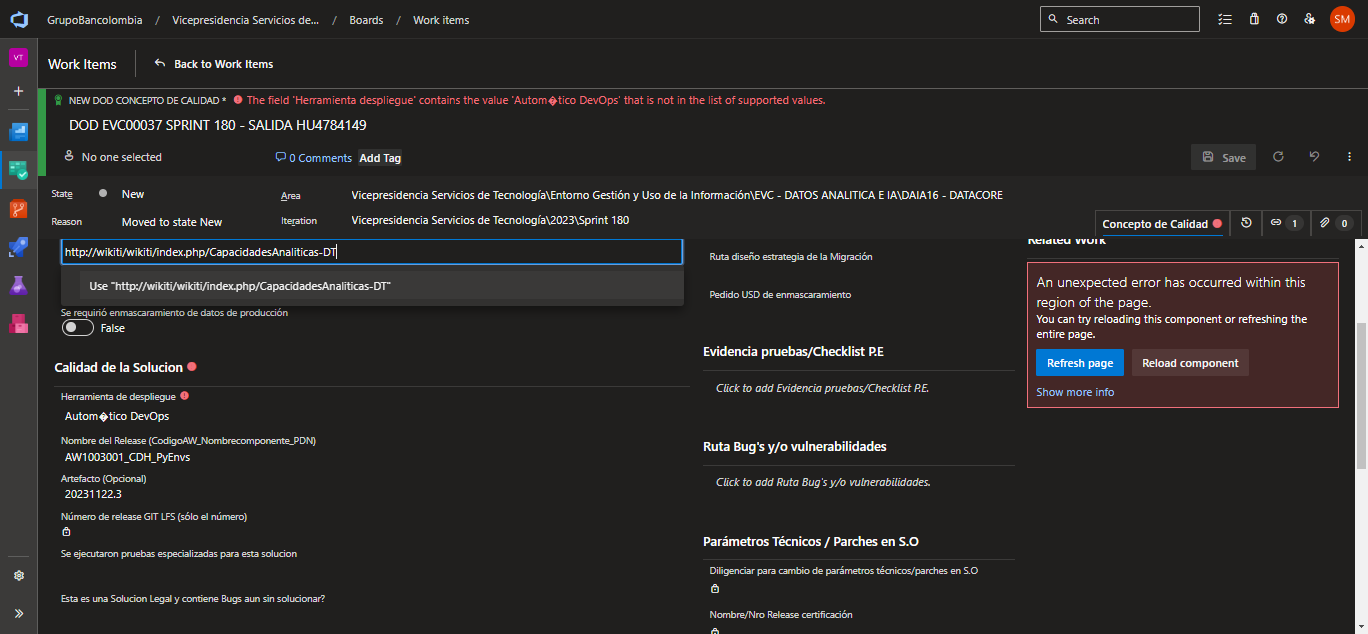 GrupoBancolombia / Vicepresidencia Servicios de... / Boards / Work items
Search
SM
VT
Work Items
Back to Work Items
NEW DOD CONCEPTO DE CALIDAD * The field 'Herramienta despliegue' contains the value 'Autom�tico DevOps' that is not in the list of supported values.
DOD EVC00037 SPRINT 180 - SALIDA HU4784149
No one selected
0 Comments
Add Tag
Save
State
New
Area
Vicepresidencia Servicios de Tecnología\Entorno Gestión y Uso de la Información\EVC - DATOS ANALITICA E IA\DAIA16 - DATACORE
Reason
Moved to state New
Iteration
Vicepresidencia Servicios de Tecnología\2023\Sprint 180
Concepto de Calidad
1
0
http://wikiti/wikiti/index.php/CapacidadesAnaliticas-DT
Use "http://wikiti/wikiti/index.php/CapacidadesAnaliticas-DT"
Se requirió enmascaramiento de datos de producción
False
Calidad de la Solucion
Herramienta de despliegue
Autom�tico DevOps
Nombre del Release (CodigoAW_Nombrecomponente_PDN)
AW1003001_CDH_PyEnvs
Artefacto (Opcional)
20231122.3
Número de release GIT LFS (sólo el número)
Se ejecutaron pruebas especializadas para esta solucion
Esta es una Solucion Legal y contiene Bugs aun sin solucionar?
Ruta diseño estrategia de la Migración
Pedido USD de enmascaramiento
Evidencia pruebas/Checklist P.E
Click to add Evidencia pruebas/Checklist P.E.
Ruta Bug's y/o vulnerabilidades
Click to add Ruta Bug's y/o vulnerabilidades.
Parámetros Técnicos / Parches en S.O
Diligenciar para cambio de parámetros técnicos/parches en S.O
Nombre/Nro Release certificación
Related Work
An unexpected error has occurred within this
region of the page.
You can try reloading this component or refreshing the
entire page.
Refresh page
Reload component
Show more info